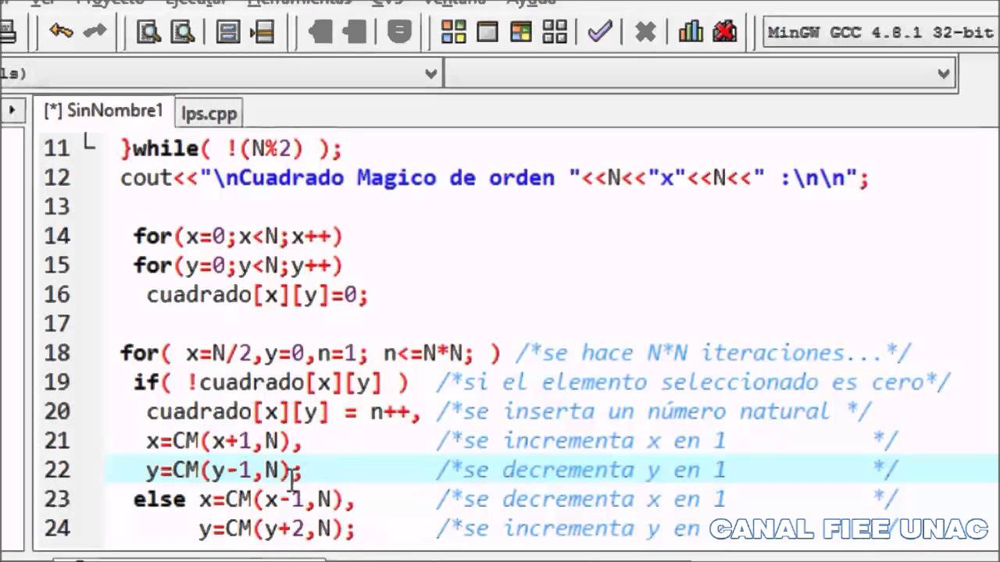 Ver Proyecto Ejecutar Herramientas CVS Ventana Ayuda
MinGW GCC 4.8.1 32-bit
ls)
[*] SinNombre1 lps.cpp
11 }while( !(N%2) );
12 cout<<"\nCuadrado Magico de orden "<<N<<"x"<<N<<" :\n\n";
13
14 for(x=0;x<N;x++)
15 for(y=0;y<N;y++)
16 cuadrado[x][y]=0;
17
18 for( x=N/2,y=0,n=1; n<=N*N; ) /*se hace N*N iteraciones...*/
19 if( !cuadrado[x][y] ) /*si el elemento seleccionado es cero*/
20 cuadrado[x][y] = n++, /*se inserta un número natural */
21 x=CM(x+1,N), /*se incrementa x en 1 */
22 y=CM(y-1,N); /*se decrementa y en 1 */
23 else x=CM(x-1,N), /*se decrementa x en 1 */
24 y=CM(y+2,N); /*se incrementa y en */
CANAL FIEE UNAC